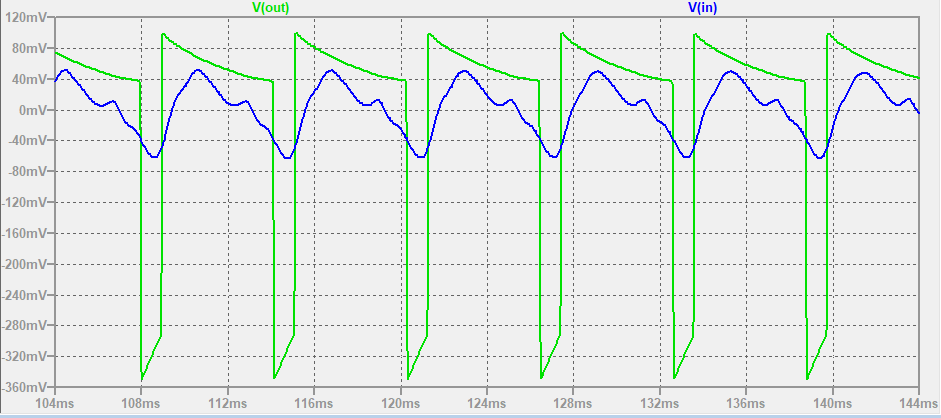 V(out) V(in)
120mV
80mV
40mV
0mV
-40mV
-80mV
-120mV
-160mV
-200mV
-240mV
-280mV
-320mV
-360mV
104ms 108ms 112ms 116ms 120ms 124ms 128ms 132ms 136ms 140ms 144ms